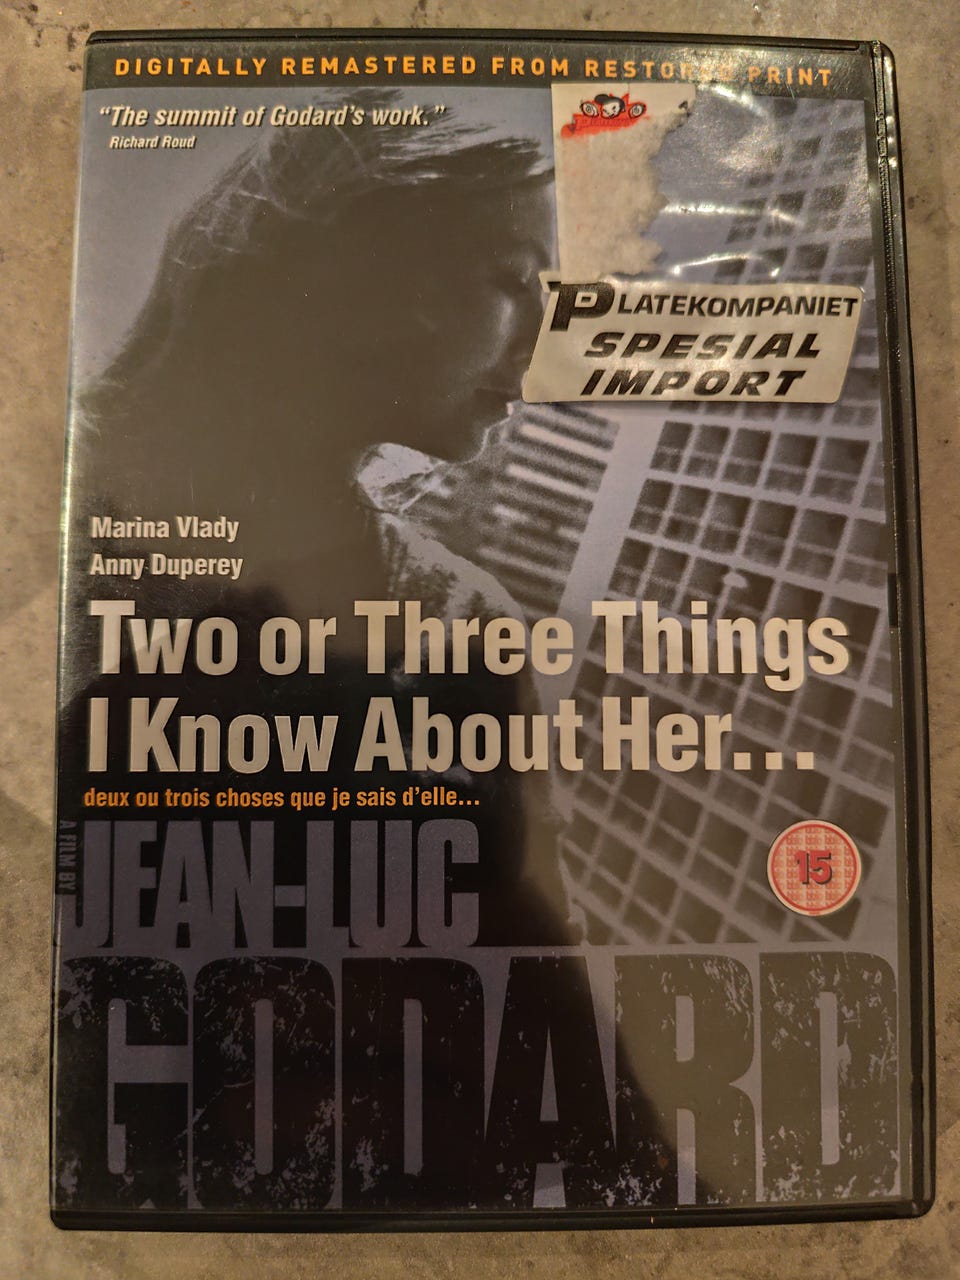 DIGITALLY REMASTERED FROM RESTORED PRINT
“The summit of Godard's work.”
Richard Roud
PLATEKOMPANIET
SPESIAL
IMPORT
Marina Vlady
Anny Duperey
Two or Three Things
I Know About Her...
deux ou trois choses que je sais d'elle...
A FILM BY
JEAN-LUC
GODARD
15